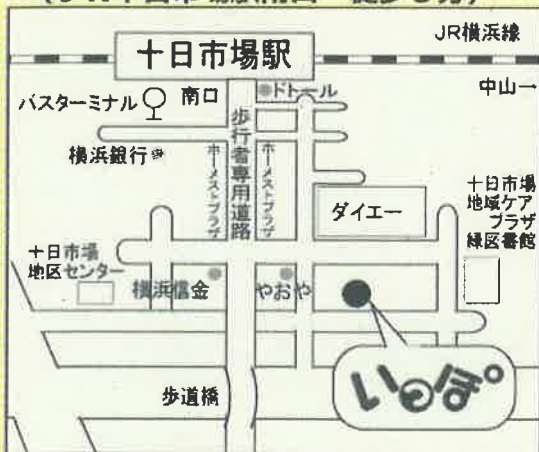 JR横浜線
十日市場駅
中山→
バスターミナル
南口
ドトール
歩行者専用道路
横浜銀行
ホーメストプラザ
ホーメストプラザ
ダイエー
十日市場
地域ケア
プラザ
緑区書館
十日市場
地区センター
横浜信金
やおや
いっぽ
歩道橋